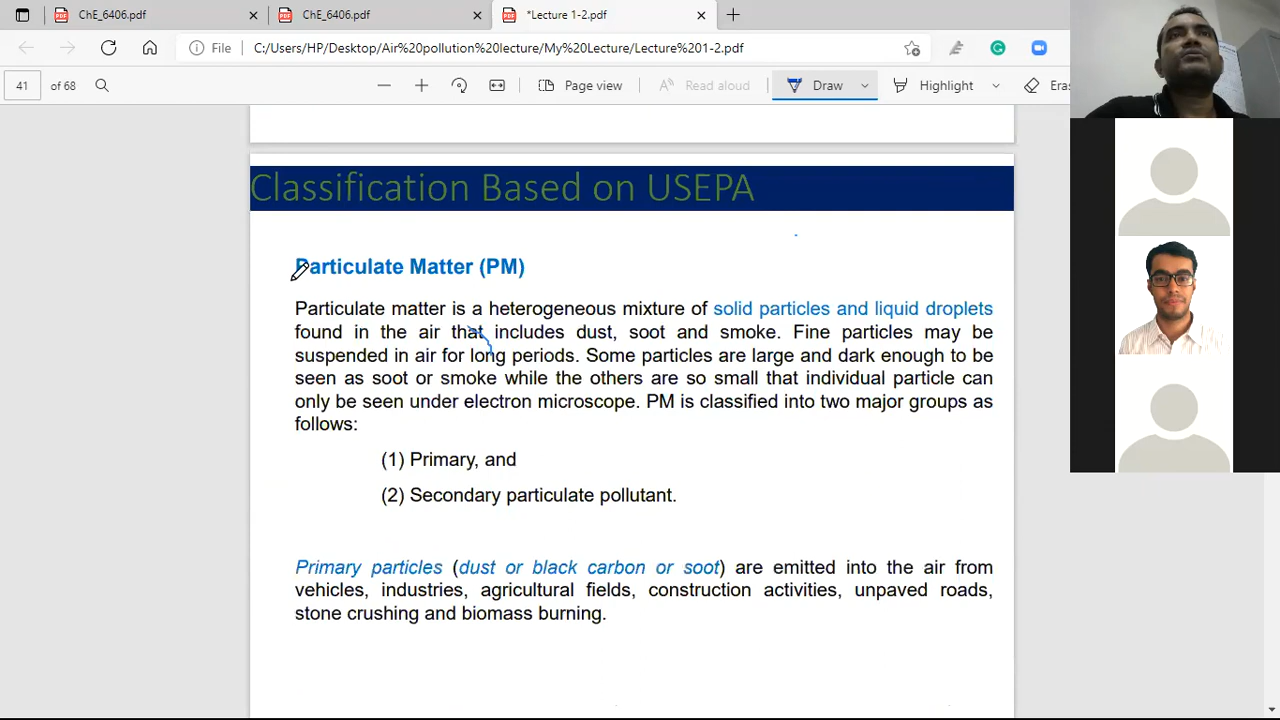 ChE_6406.pdf
ChE_6406.pdf
*Lecture 1-2.pdf
File
C:/Users/HP/Desktop/Air%20pollution%20lecture/My%20Lecture/Lecture%201-2.pdf
41 of 68
Page view
Read aloud
Draw
Highlight
Eras
Classification Based on USEPA
Particulate Matter (PM)
Particulate matter is a heterogeneous mixture of solid particles and liquid droplets
found in the air that includes dust, soot and smoke. Fine particles may be
suspended in air for long periods. Some particles are large and dark enough to be
seen as soot or smoke while the others are so small that individual particle can
only be seen under electron microscope. PM is classified into two major groups as
follows:
(1) Primary, and
(2) Secondary particulate pollutant.
Primary particles (dust or black carbon or soot) are emitted into the air from
vehicles, industries, agricultural fields, construction activities, unpaved roads,
stone crushing and biomass burning.